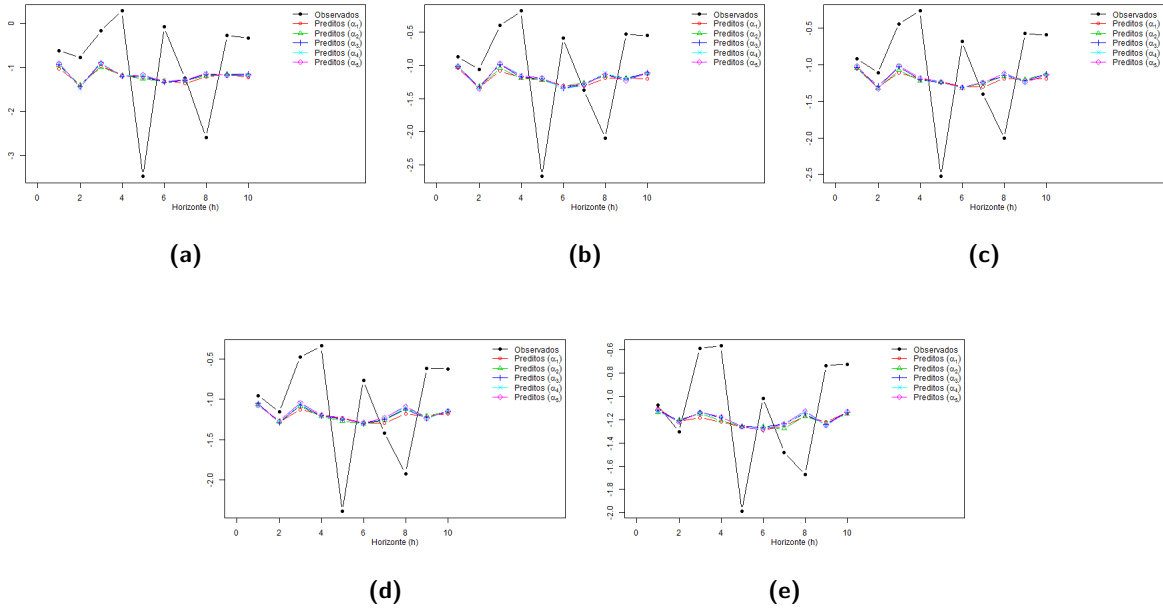 Observados
Preditos (α₁)
Preditos (α₂)
Preditos (α₃)
Preditos (α₄)
Preditos (α₅)
0
-1
-2
-3
0 2 4 6 8 10
Horizonte (h)
(a)
Observados
Preditos (α₁)
Preditos (α₂)
Preditos (α₃)
Preditos (α₄)
Preditos (α₅)
-0.5
-1.0
-1.5
-2.0
-2.5
0 2 4 6 8 10
Horizonte (h)
(b)
Observados
Preditos (α₁)
Preditos (α₂)
Preditos (α₃)
Preditos (α₄)
Preditos (α₅)
-0.5
-1.0
-1.5
-2.0
-2.5
0 2 4 6 8 10
Horizonte (h)
(c)
Observados
Preditos (α₁)
Preditos (α₂)
Preditos (α₃)
Preditos (α₄)
Preditos (α₅)
-0.5
-1.0
-1.5
-2.0
0 2 4 6 8 10
Horizonte (h)
(d)
Observados
Preditos (α₁)
Preditos (α₂)
Preditos (α₃)
Preditos (α₄)
Preditos (α₅)
-0.6
-0.8
-1.0
-1.2
-1.4
-1.6
-1.8
-2.0
0 2 4 6 8 10
Horizonte (h)
(e)